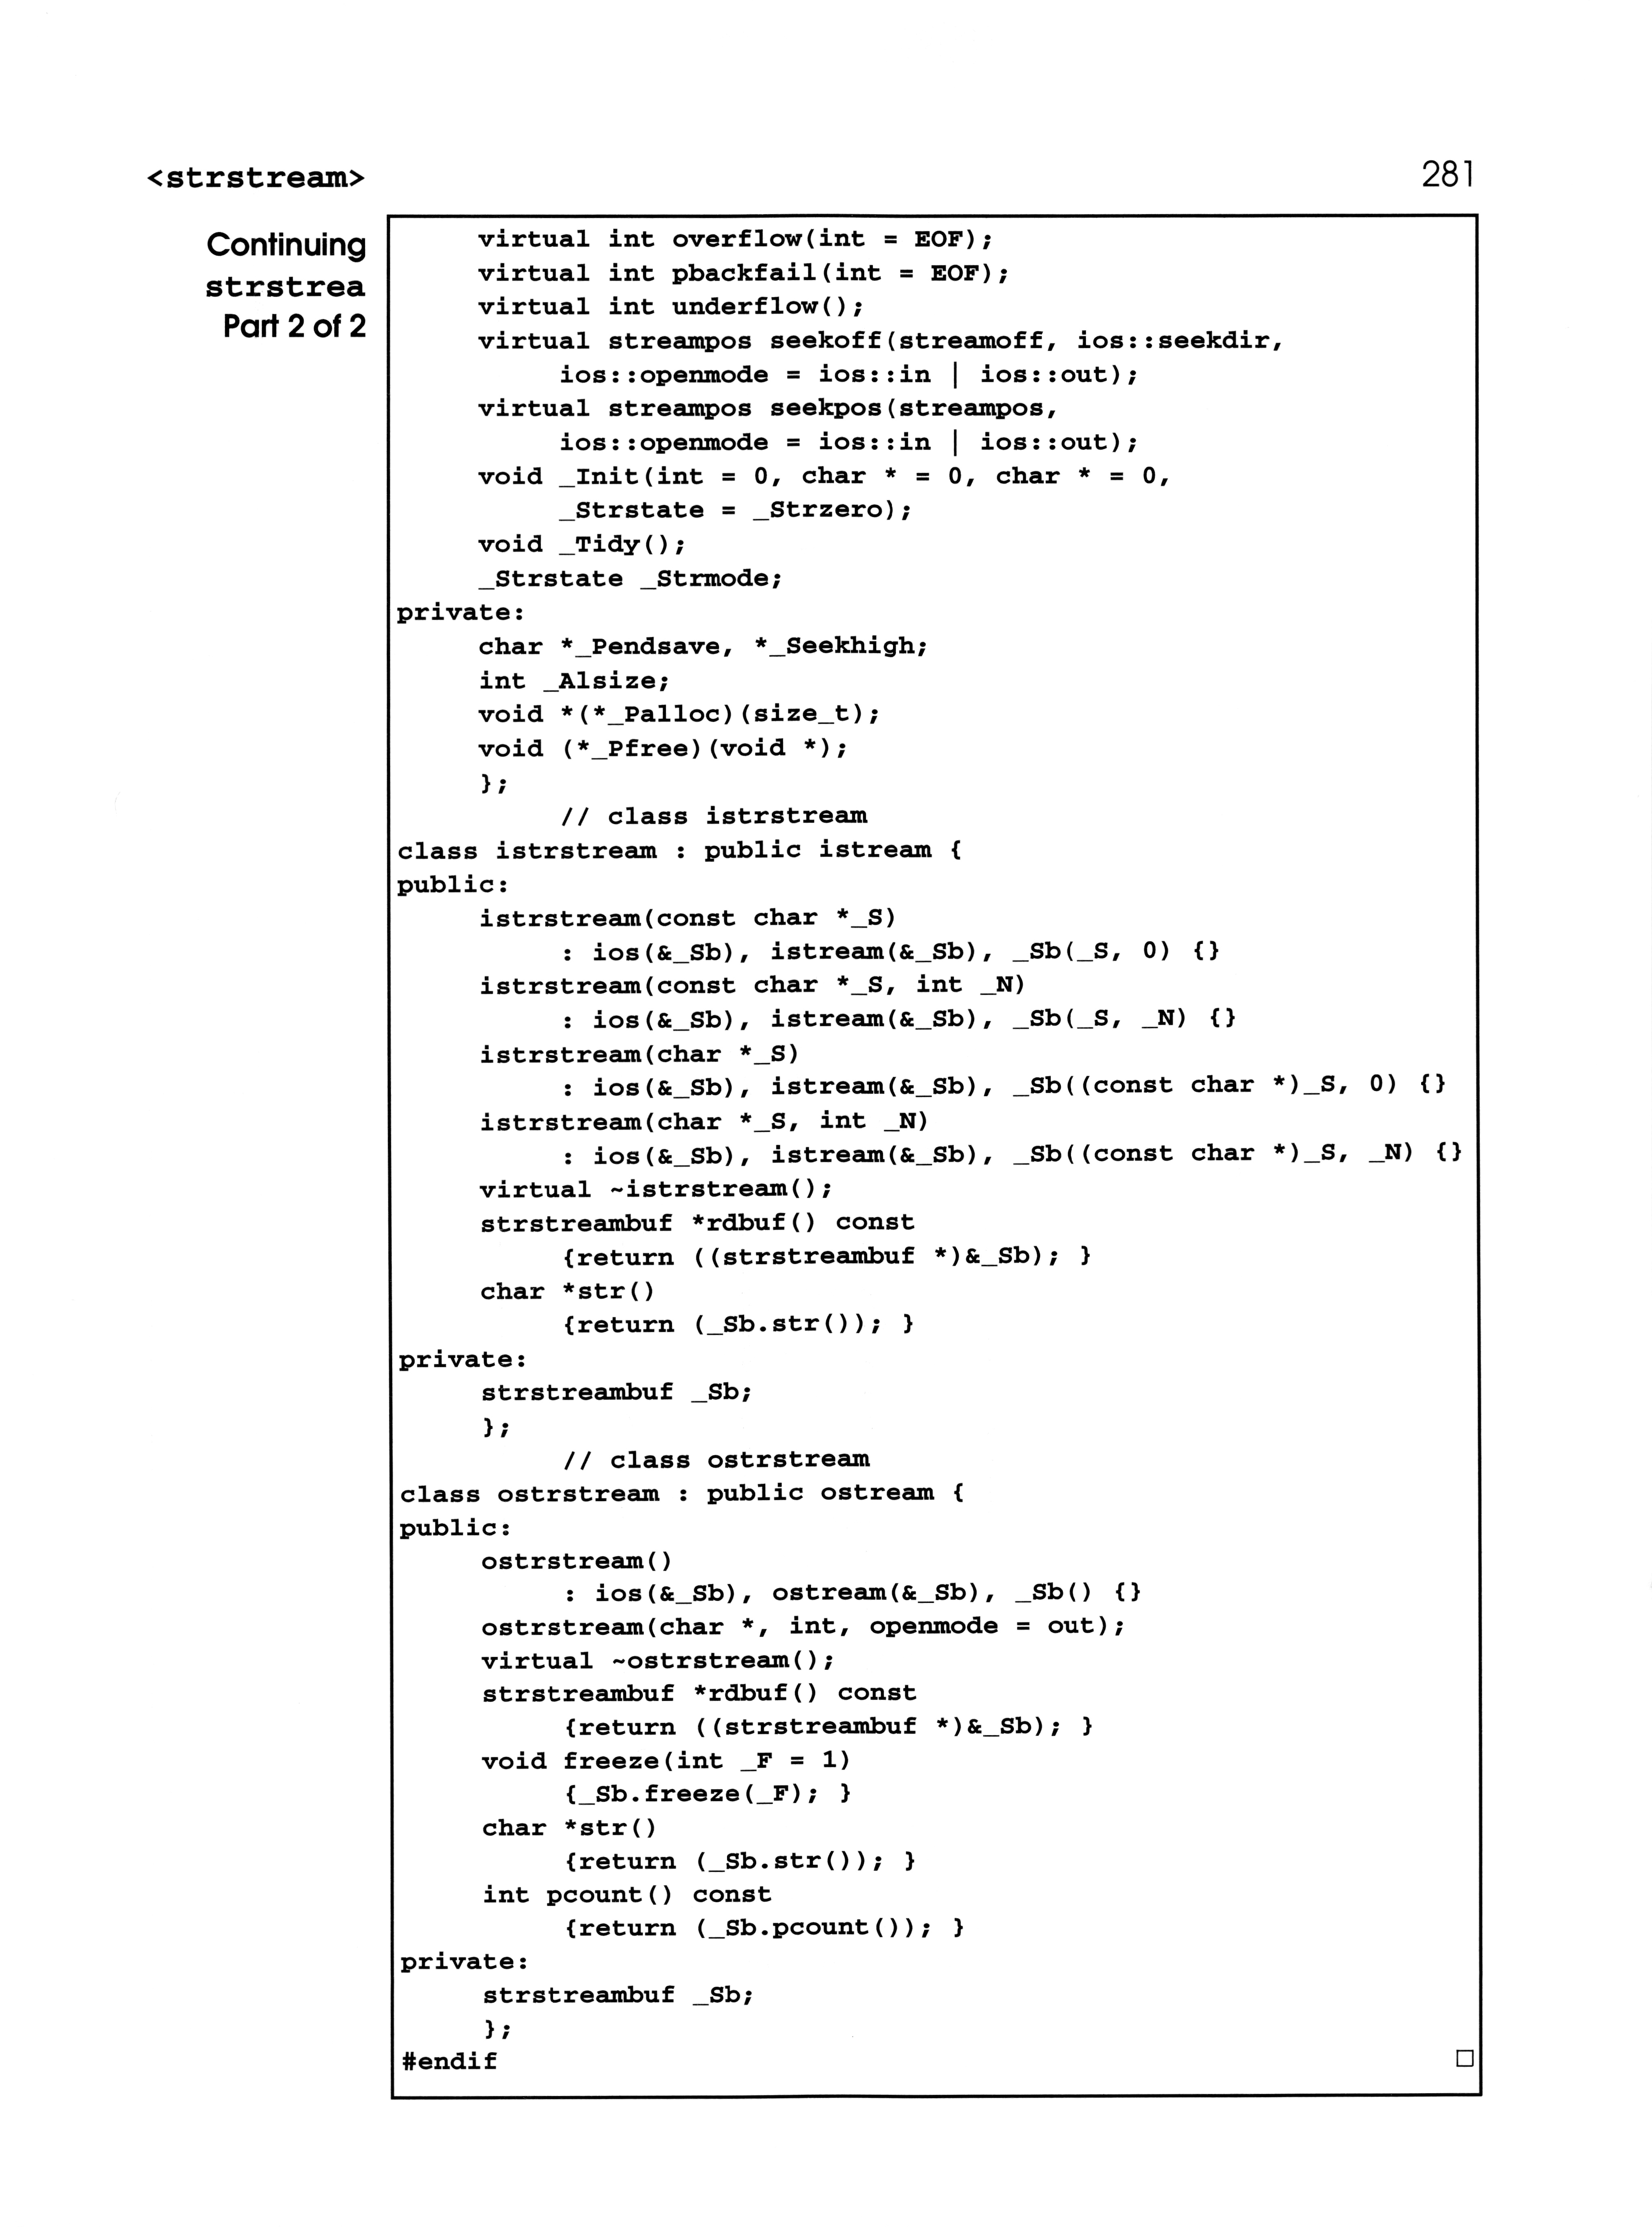 <strstream>
281
Continuing
strstrea
Part 2 of 2
virtual int overflow(int = EOF);
virtual int pbackfail(int = EOF);
virtual int underflow();
virtual streampos seekoff(streamoff, ios::seekdir,
ios::openmode = ios::in | ios::out);
virtual streampos seekpos(streampos,
ios::openmode = ios::in | ios::out);
void _Init(int = 0, char * = 0, char * = 0,
_Strstate = _Strzero);
void _Tidy();
_Strstate _Strmode;
private:
char *_Pendsave, *_Seekhigh;
int _Alsize;
void *(*_Palloc)(size_t);
void (*_Pfree)(void *);
};
// class istrstream
class istrstream : public istream {
public:
istrstream(const char *_S)
: ios(&_Sb), istream(&_Sb), _Sb(_S, 0) {}
istrstream(const char *_S, int _N)
: ios(&_Sb), istream(&_Sb), _Sb(_S, _N) {}
istrstream(char *_S)
: ios(&_Sb), istream(&_Sb), _Sb((const char *)_S, 0) {}
istrstream(char *_S, int _N)
: ios(&_Sb), istream(&_Sb), _Sb((const char *)_S, _N) {}
virtual ~istrstream();
strstreambuf *rdbuf() const
{return ((strstreambuf *)&_Sb); }
char *str()
{return (_Sb.str()); }
private:
strstreambuf _Sb;
};
// class ostrstream
class ostrstream : public ostream {
public:
ostrstream()
: ios(&_Sb), ostream(&_Sb), _Sb() {}
ostrstream(char *, int, openmode = out);
virtual ~ostrstream();
strstreambuf *rdbuf() const
{return ((strstreambuf *)&_Sb); }
void freeze(int _F = 1)
{_Sb.freeze(_F); }
char *str()
{return (_Sb.str()); }
int pcount() const
{return (_Sb.pcount()); }
private:
strstreambuf _Sb;
};
#endif □